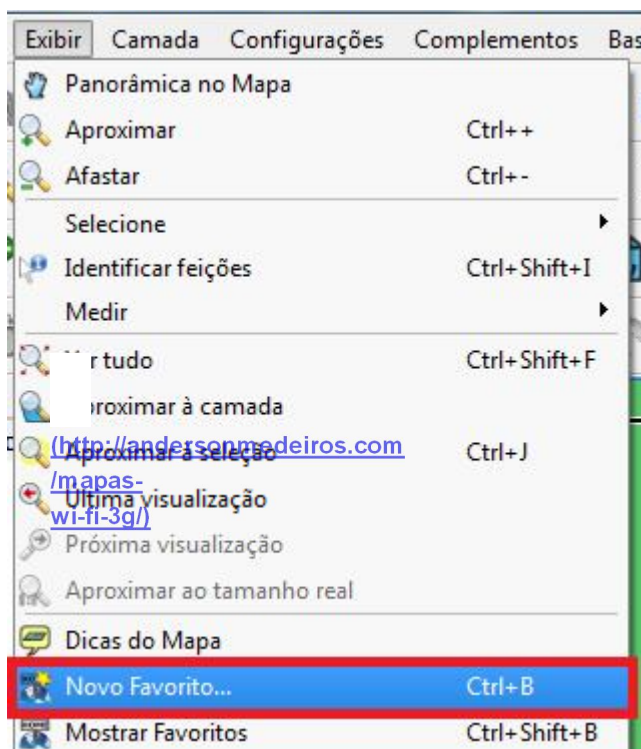 Exibir Camada Configurações Complementos Bas
Panorâmica no Mapa
Aproximar Ctrl++
Afastar Ctrl+-
Selecione
Identificar feições Ctrl+Shift+I
Medir
r tudo Ctrl+Shift+F
roximar à camada
Aproximar à seleção Ctrl+J
(http://andersonmedeiros.com
/mapas-
Última visualização
wi-fi-3g/)
Próxima visualização
Aproximar ao tamanho real
Dicas do Mapa
Novo Favorito... Ctrl+B
Mostrar Favoritos Ctrl+Shift+B